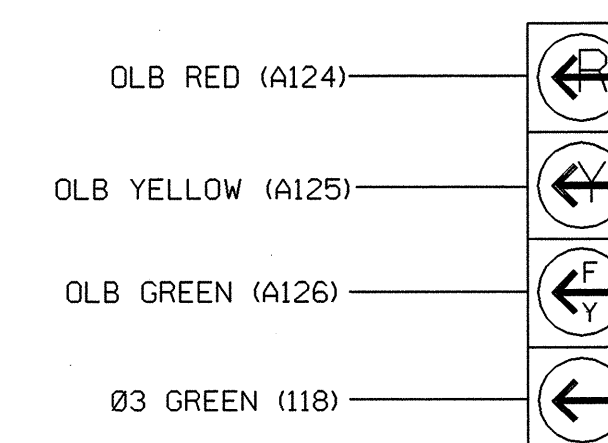 OLB RED (A124)
R
OLB YELLOW (A125)
Y
OLB GREEN (A126)
F
Y
Ø3 GREEN (118)